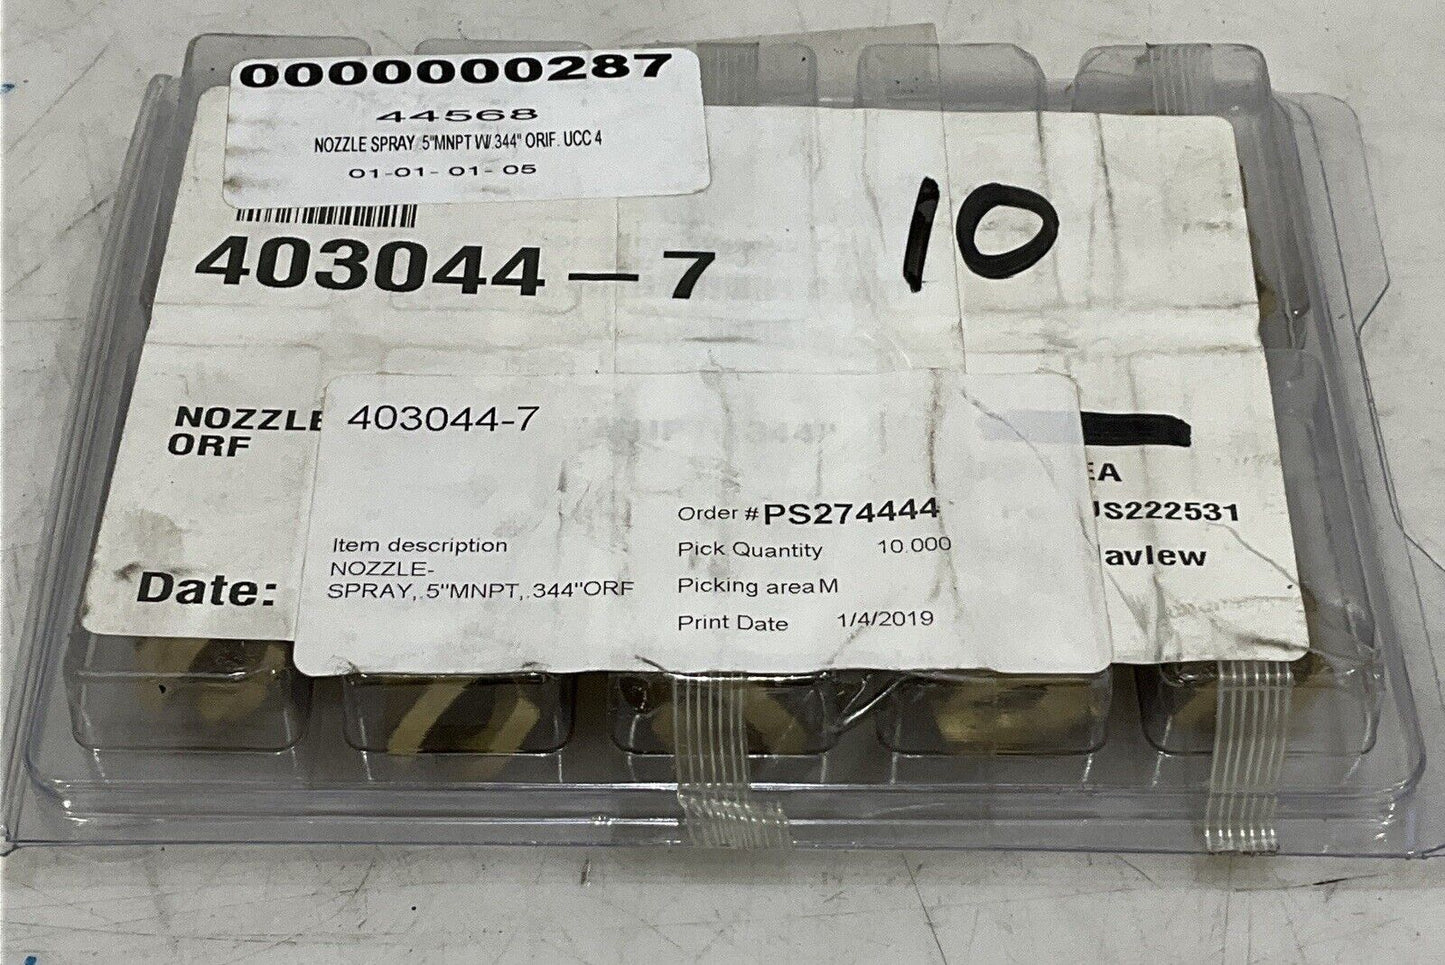 0000000287
44568
NOZZLE SPRAY .5"MNPT W/.344" ORIF. UCC 4
01-01-01-05
10
403044-7
NOZZLE
ORF
403044-7
EA
Order # PS274444
US222531
Item description
Pick Quantity 10.000
NOZZLE-
SPRAY,.5"MNPT,.344"ORF
Picking area M
Date:
Print Date 1/4/2019